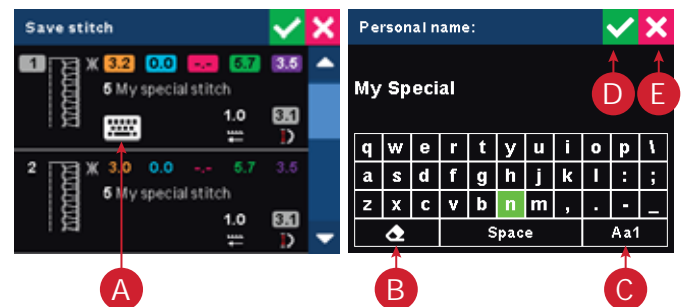 Save stitch
1 3.2 0.0 -.- 5.7 3.5
5 My special stitch
1.0 3.1
2 3.0 0.0 -.- 5.7 3.5
6 My special stitch
1.0 3.1
A
Personal name:
D E
My Special
q w e r t y u i o p \
a s d f g h j k l : ;
z x c v b n m , . - _
Space Aa1
B C